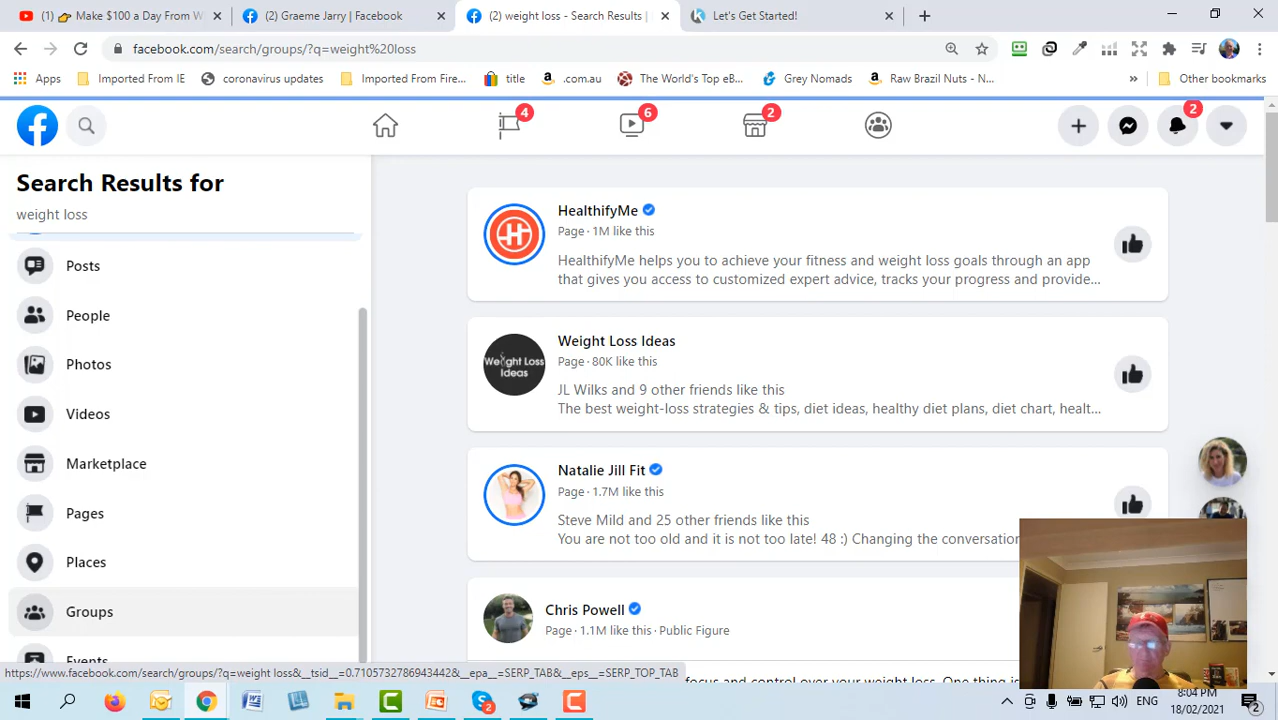 (1) 👉 Make $100 a Day From W
(2) Graeme Jarry | Facebook
(2) weight loss - Search Results |
Let's Get Started!
facebook.com/search/groups/?q=weight%20loss
Apps
Imported From IE
coronavirus updates
Imported From Fire...
title
.com.au
The World's Top eB...
Grey Nomads
Raw Brazil Nuts - N...
»
Other bookmarks
4
6
2
2
Search Results for
weight loss
Posts
People
Photos
Videos
Marketplace
Pages
Places
Groups
Events
HealthifyMe
Page · 1M like this
HealthifyMe helps you to achieve your fitness and weight loss goals through an app
that gives you access to customized expert advice, tracks your progress and provide...
Weight Loss
Ideas
Weight Loss Ideas
Page · 80K like this
JL Wilks and 9 other friends like this
The best weight-loss strategies & tips, diet ideas, healthy diet plans, diet chart, healt...
Natalie Jill Fit
Page · 1.7M like this
Steve Mild and 25 other friends like this
You are not too old and it is not too late! 48 :) Changing the conversation
Chris Powell
Page · 1.1M like this · Public Figure
focus and control over your weight loss. One thing is
https://www.facebook.com/search/groups/?q=weight loss&__tsid__=0.7105732786943442&__epa__=SERP_TAB&__eps__=SERP_TOP_TAB
2
ENG
8:04 PM
18/02/2021
2